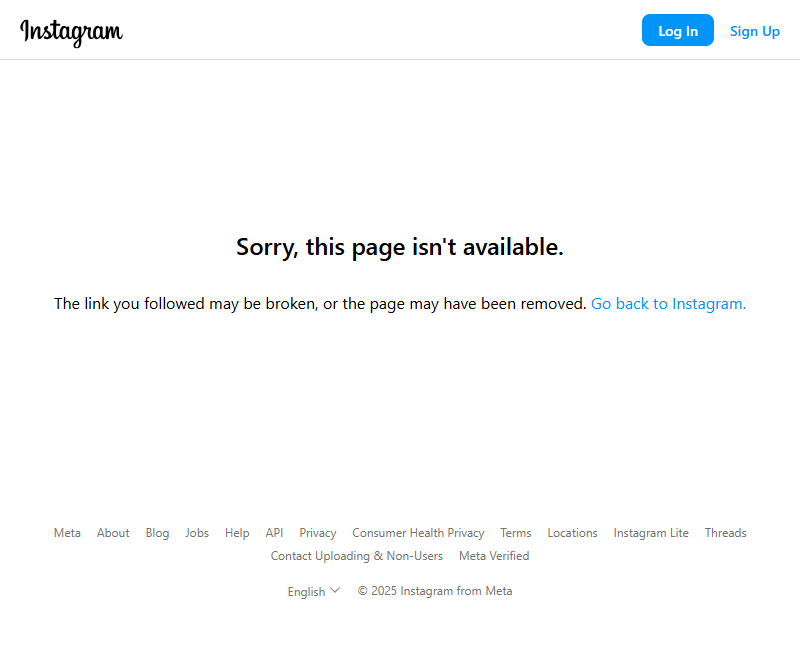 Instagram
Log In
Sign Up
Sorry, this page isn't available.
The link you followed may be broken, or the page may have been removed. Go back to Instagram.
Meta About Blog Jobs Help API Privacy Consumer Health Privacy Terms Locations Instagram Lite Threads
Contact Uploading & Non-Users Meta Verified
English © 2025 Instagram from Meta